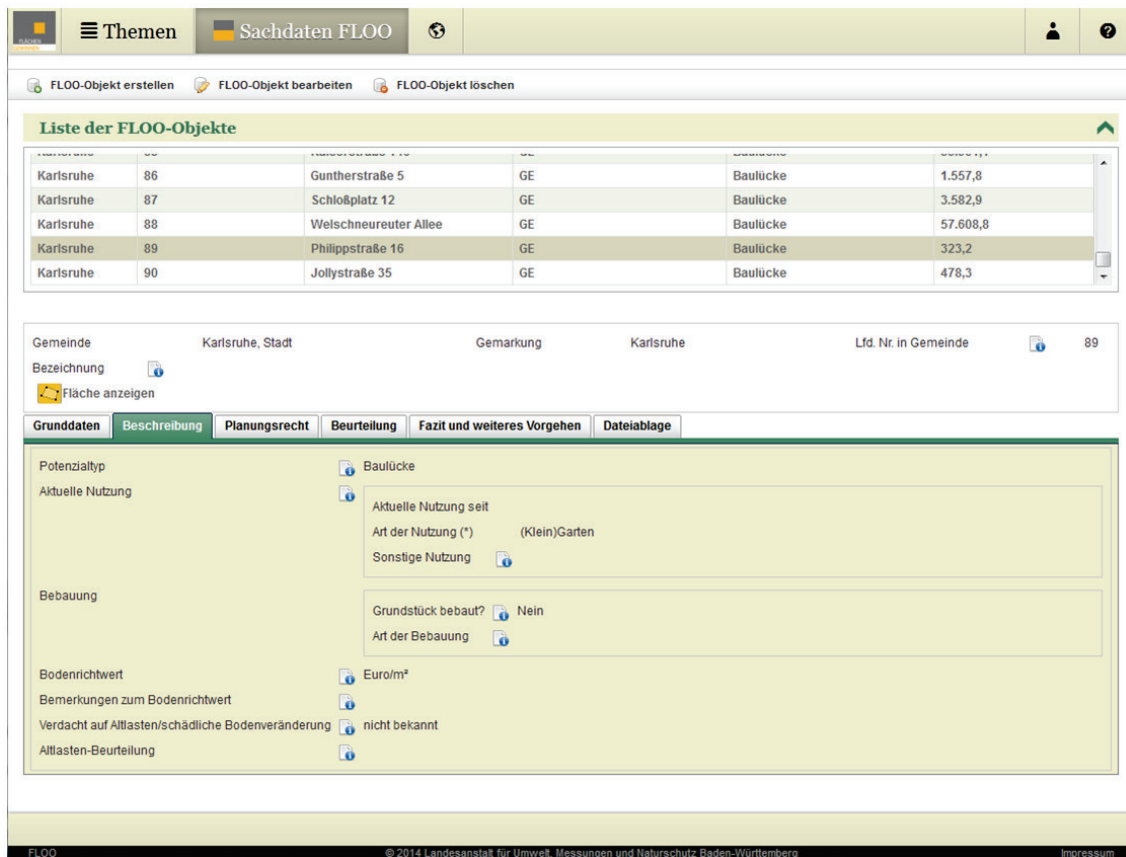 Themen Sachdaten FLOO
FLOO-Objekt erstellen FLOO-Objekt bearbeiten FLOO-Objekt löschen
Liste der FLOO-Objekte
Karlsruhe 86 Guntherstraße 5 GE Baulücke 1.557,8
Karlsruhe 87 Schloßplatz 12 GE Baulücke 3.582,9
Karlsruhe 88 Welschneureuter Allee GE Baulücke 57.608,8
Karlsruhe 89 Philippstraße 16 GE Baulücke 323,2
Karlsruhe 90 Jollystraße 35 GE Baulücke 478,3
Gemeinde Karlsruhe, Stadt Gemarkung Karlsruhe Lfd. Nr. in Gemeinde 89
Bezeichnung
Fläche anzeigen
Grunddaten Beschreibung Planungsrecht Beurteilung Fazit und weiteres Vorgehen Dateiablage
Potenzialtyp Baulücke
Aktuelle Nutzung
Aktuelle Nutzung seit
Art der Nutzung (*) (Klein)Garten
Sonstige Nutzung
Bebauung
Grundstück bebaut? Nein
Art der Bebauung
Bodenrichtwert Euro/m²
Bemerkungen zum Bodenrichtwert
Verdacht auf Altlasten/schädliche Bodenveränderung nicht bekannt
Altlasten-Beurteilung
FLOO © 2014 Landesanstalt für Umwelt, Messungen und Naturschutz Baden-Württemberg Impressum